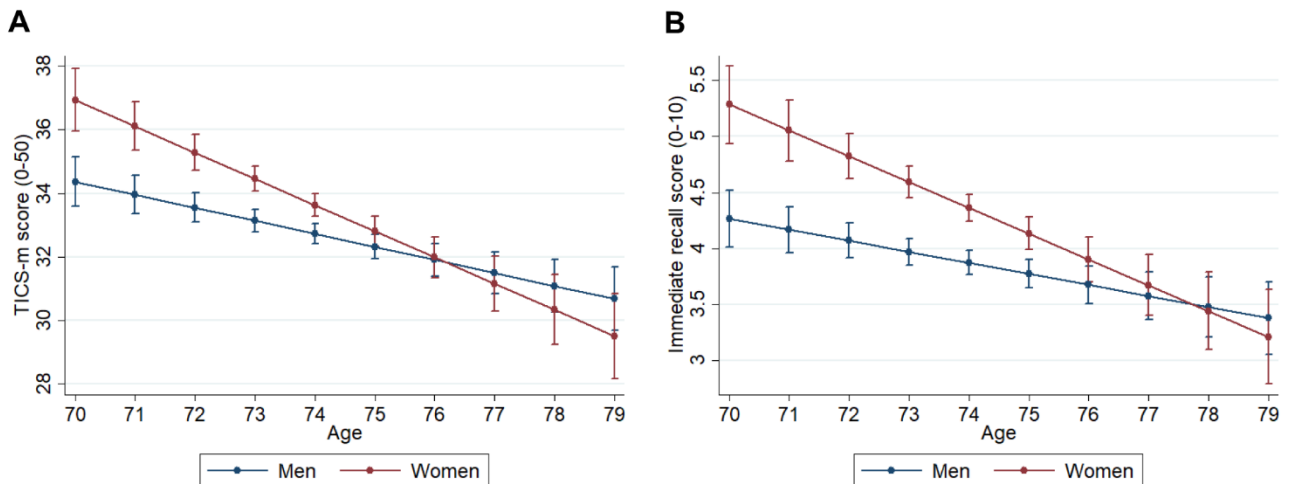 A
TICS-m score (0-50)
38
36
34
32
30
28
70 71 72 73 74 75 76 77 78 79
Age
Men Women
B
Immediate recall score (0-10)
5.5
5
4.5
4
3.5
3
70 71 72 73 74 75 76 77 78 79
Age
Men Women